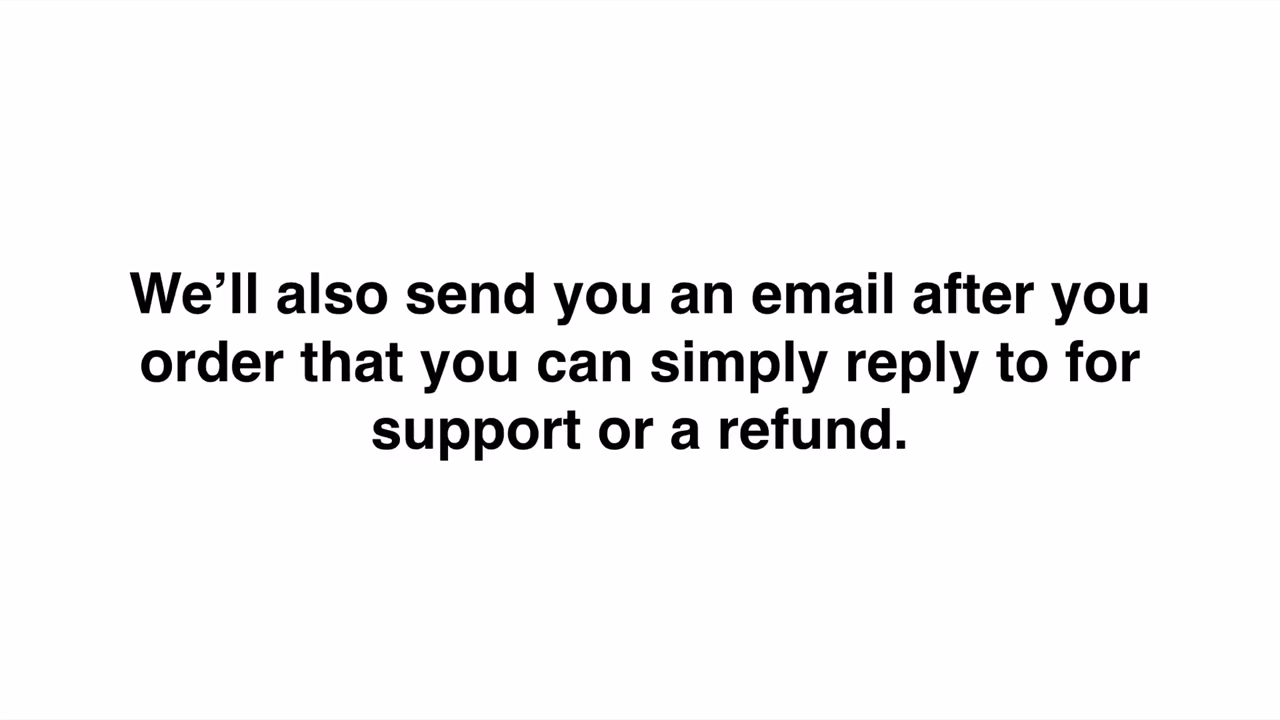 We’ll also send you an email after you
order that you can simply reply to for
support or a refund.